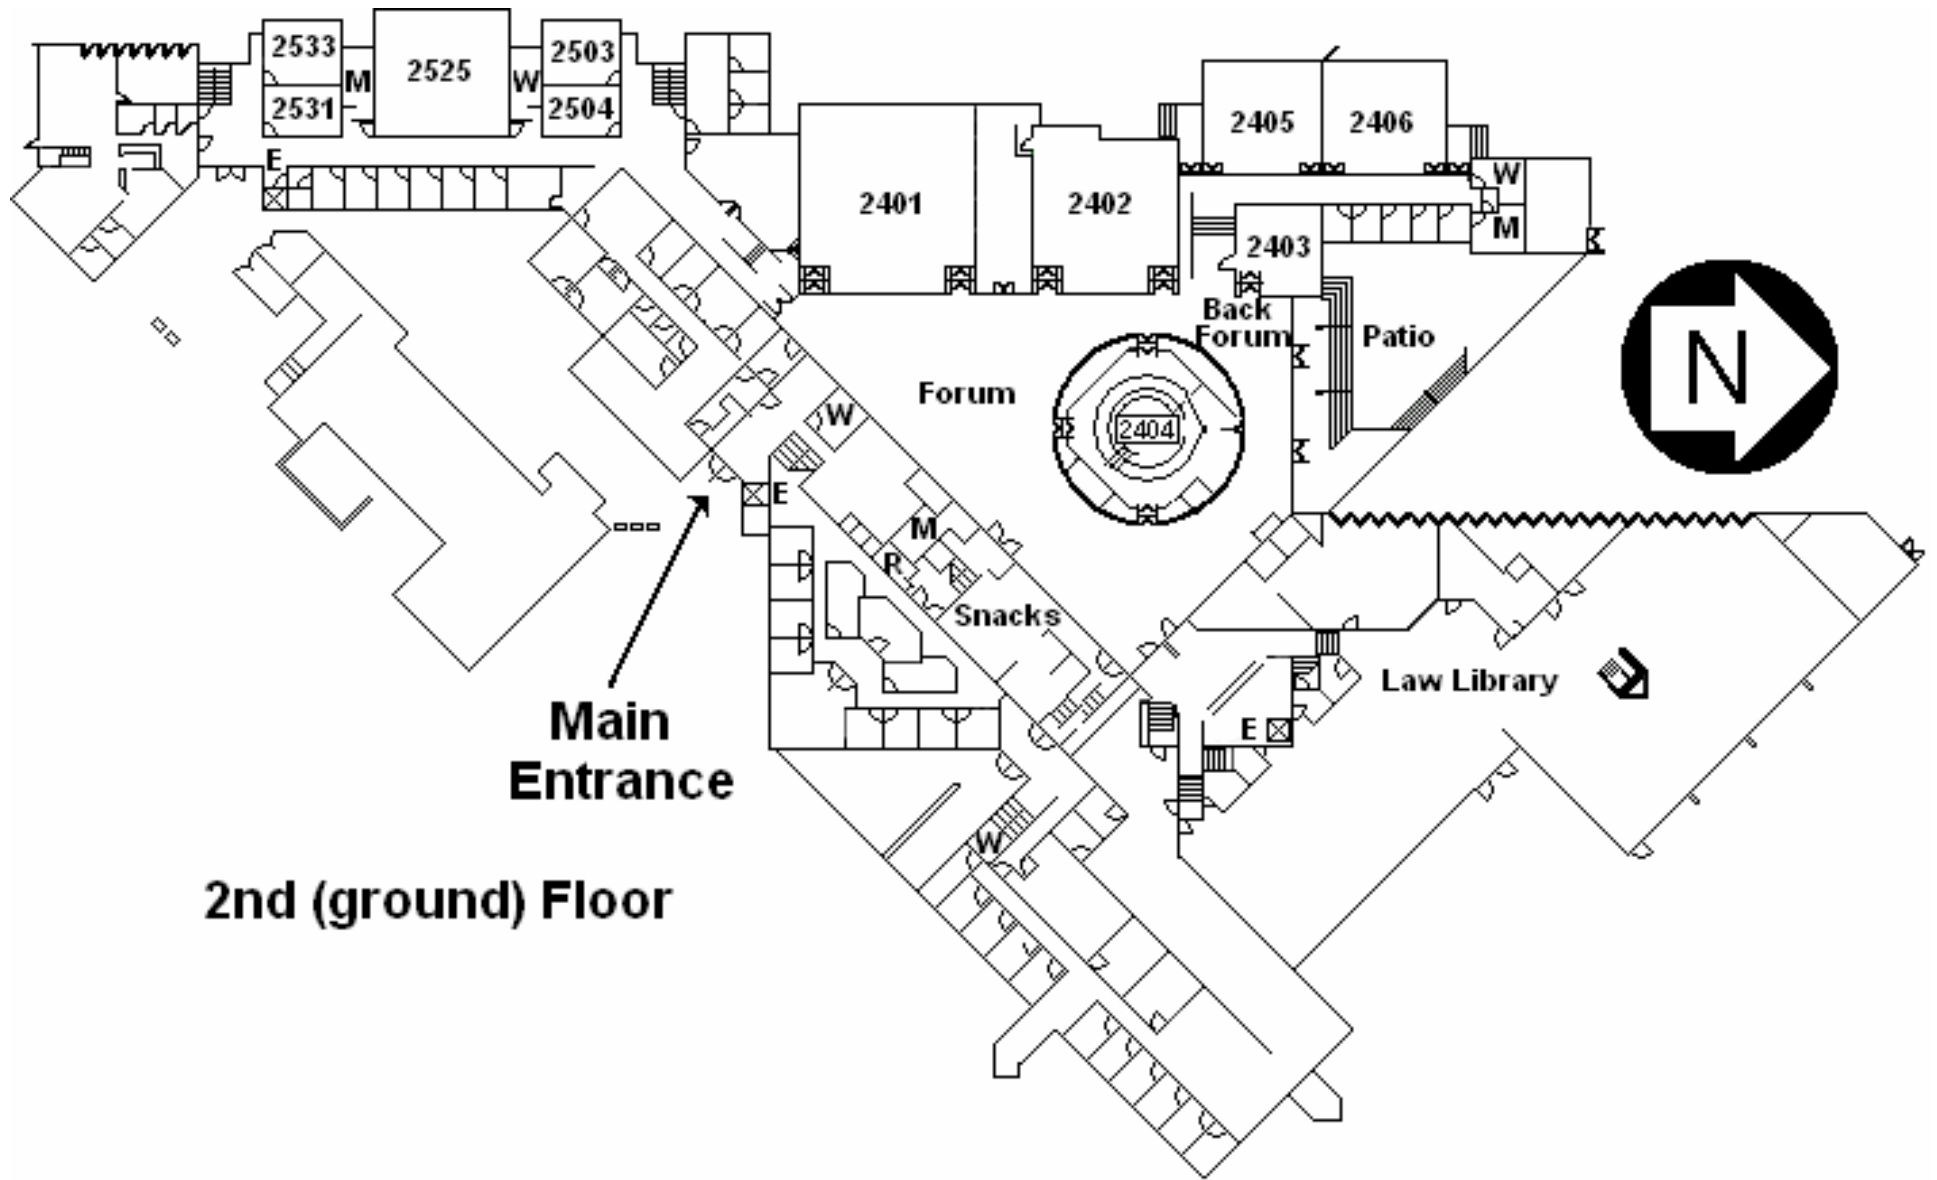 2533
2525
2503
M
W
2531
2504
E
2405
2406
2401
2402
W
M
2403
Back
Forum
Patio
N
Forum
W
2404
E
M
R
Snacks
Law Library
E
Main
Entrance
W
2nd (ground) Floor